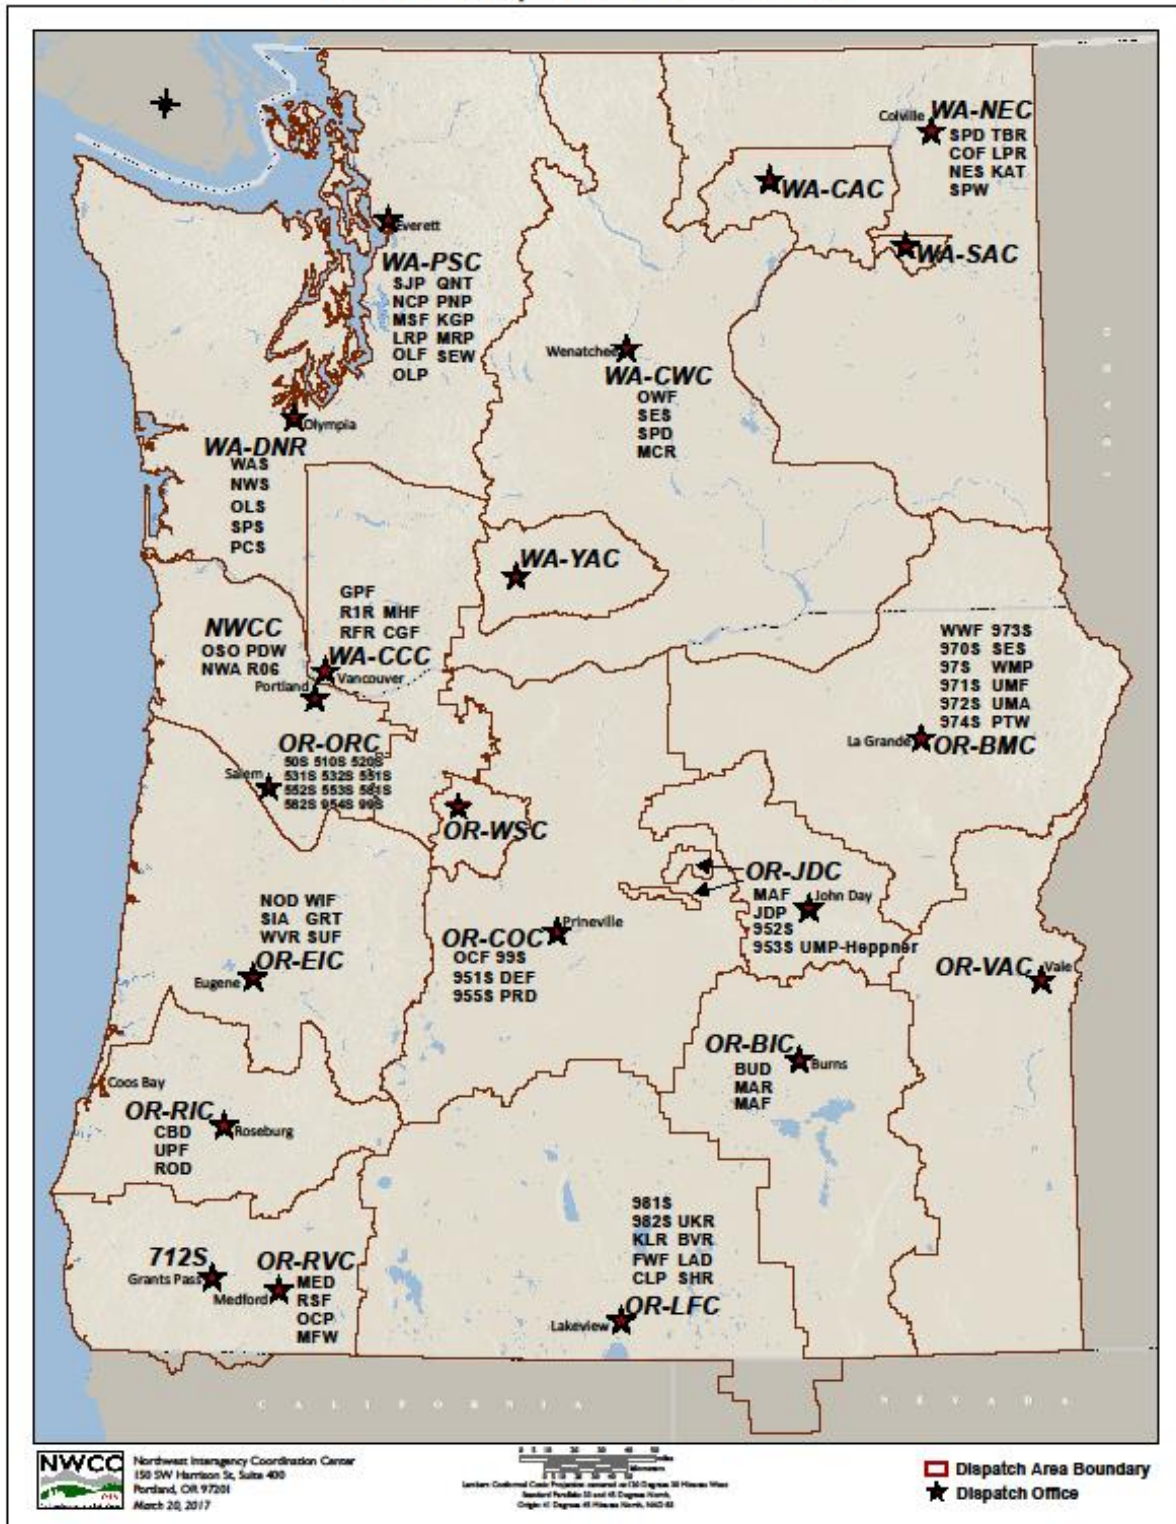 Colville
WA-NEC
SPD TBR
COF LPR
NES KAT
SPW
WA-CAC
WA-SAC
Everett
WA-PSC
SJP QNT
NCP PNP
MSF KGP
LRP MRP
OLF SEW
OLP
Wenatchee
WA-CWC
OWF
SES
SPD
MCR
Olympia
WA-DNR
WAS
NWS
OLS
SPS
PCS
WA-YAC
GPF
R1R MHF
RFR CGF
WA-CCC
Vancouver
NWCC
OSO PDW
NWA R06
Portland
WWF 973S
970S SES
97S WMP
971S UMF
972S UMA
974S PTW
La Grande
OR-BMC
OR-ORC
Salem
50S 510S 520S
531S 532S 551S
552S 553S 581S
582S 954S 99S
OR-WSC
OR-JDC
MAF
John Day
JDP
952S
953S UMP-Heppner
NOD WIF
SIA GRT
WVR SUF
OR-EIC
Eugene
Prineville
OR-COC
OCF 99S
951S DEF
955S PRD
OR-VAC
Vale
OR-BIC
Burns
BUD
MAR
MAF
Coos Bay
OR-RIC
Roseburg
CBD
UPF
ROD
981S
982S UKR
KLR BVR
FWF LAD
CLP SHR
OR-LFC
Lakeview
712S
Grants Pass
OR-RVC
Medford
MED
RSF
OCP
MFW
CALIFORNIA
NEVADA
NWCC
Northwest Interagency Coordination Center
150 SW Harrison St, Suite 400
Portland, OR 97201
March 20, 2017
Dispatch Area Boundary
Dispatch Office